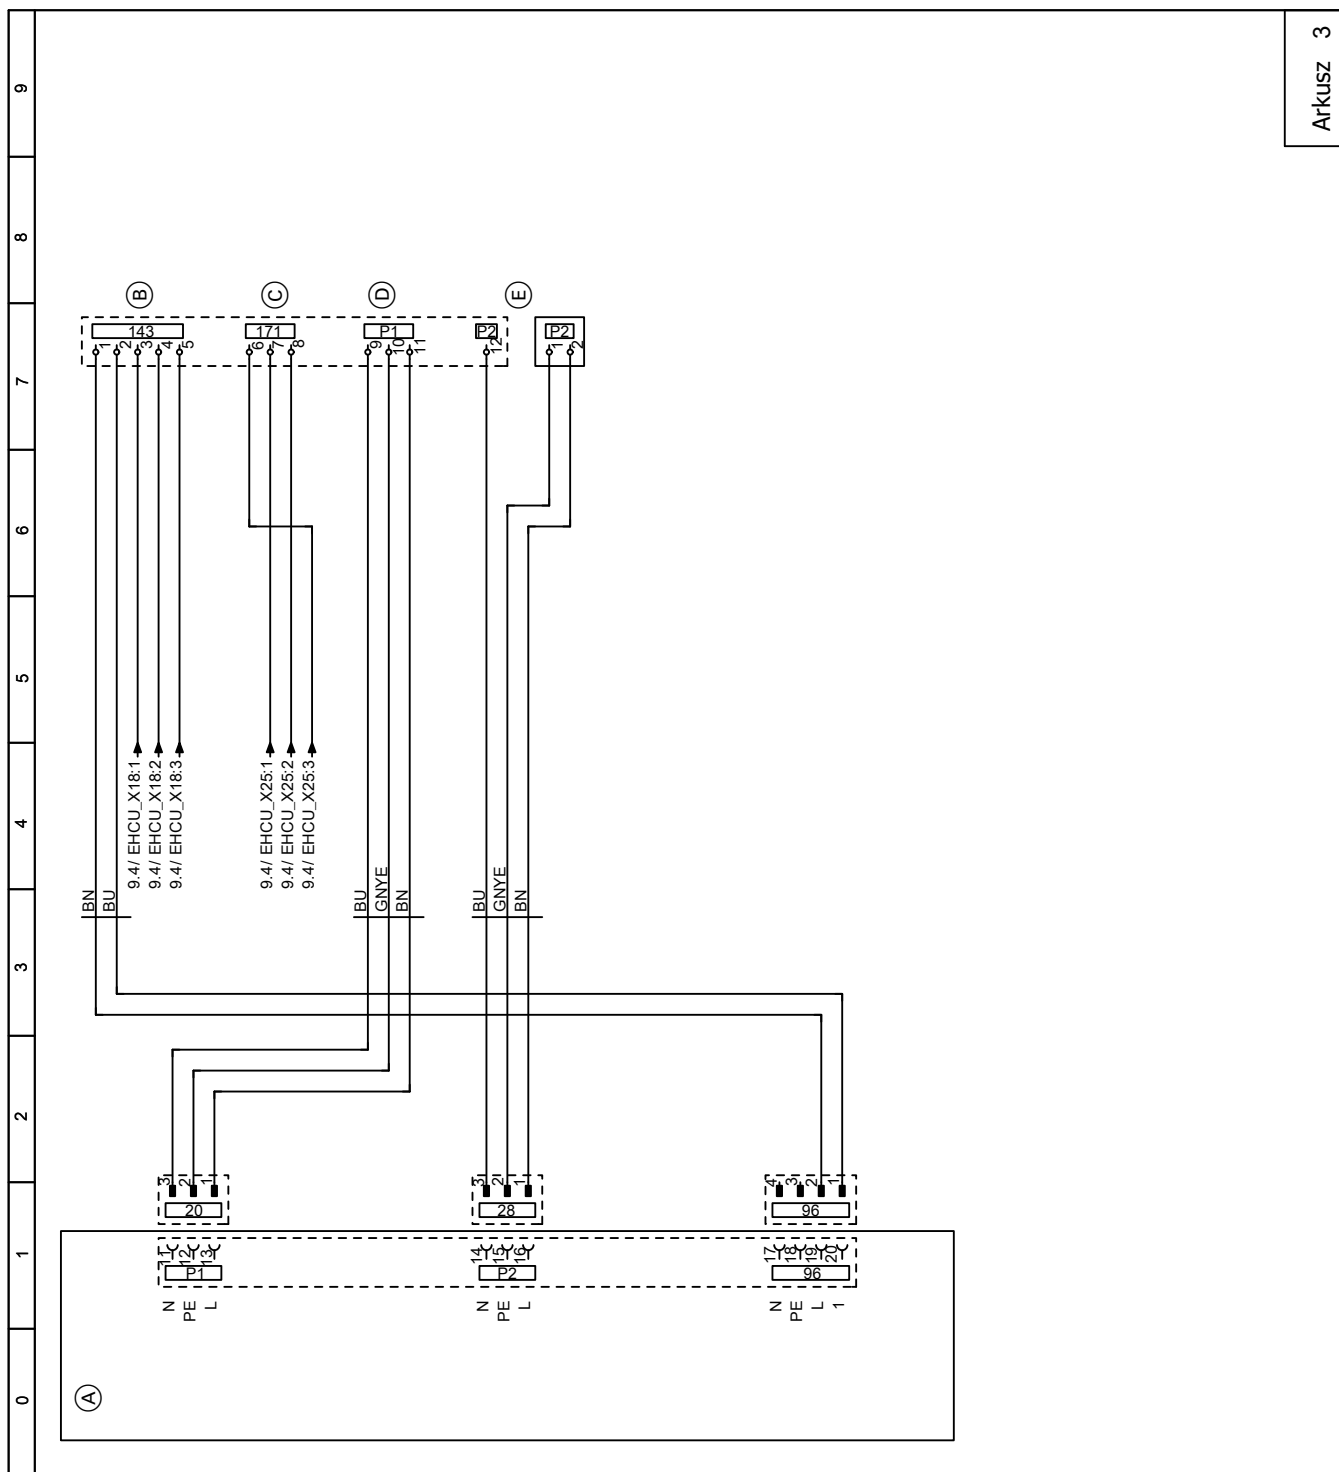 Arkusz 3
9
8
7
6
5
4
3
2
1
0
B
C
D
E
143
171
P1
P2
P2
1
2
3
4
5
6
7
8
9
10
11
12
1
2
9.4/ EHCU_X18:1
9.4/ EHCU_X18:2
9.4/ EHCU_X18:3
9.4/ EHCU_X25:1
9.4/ EHCU_X25:2
9.4/ EHCU_X25:3
BN
BU
BU
GNYE
BN
BU
GNYE
BN
3
2
1
3
2
1
4
3
2
1
20
28
96
11
12
13
14
15
16
17
18
19
20
P1
P2
96
N
PE
L
N
PE
L
N
PE
L
1
A